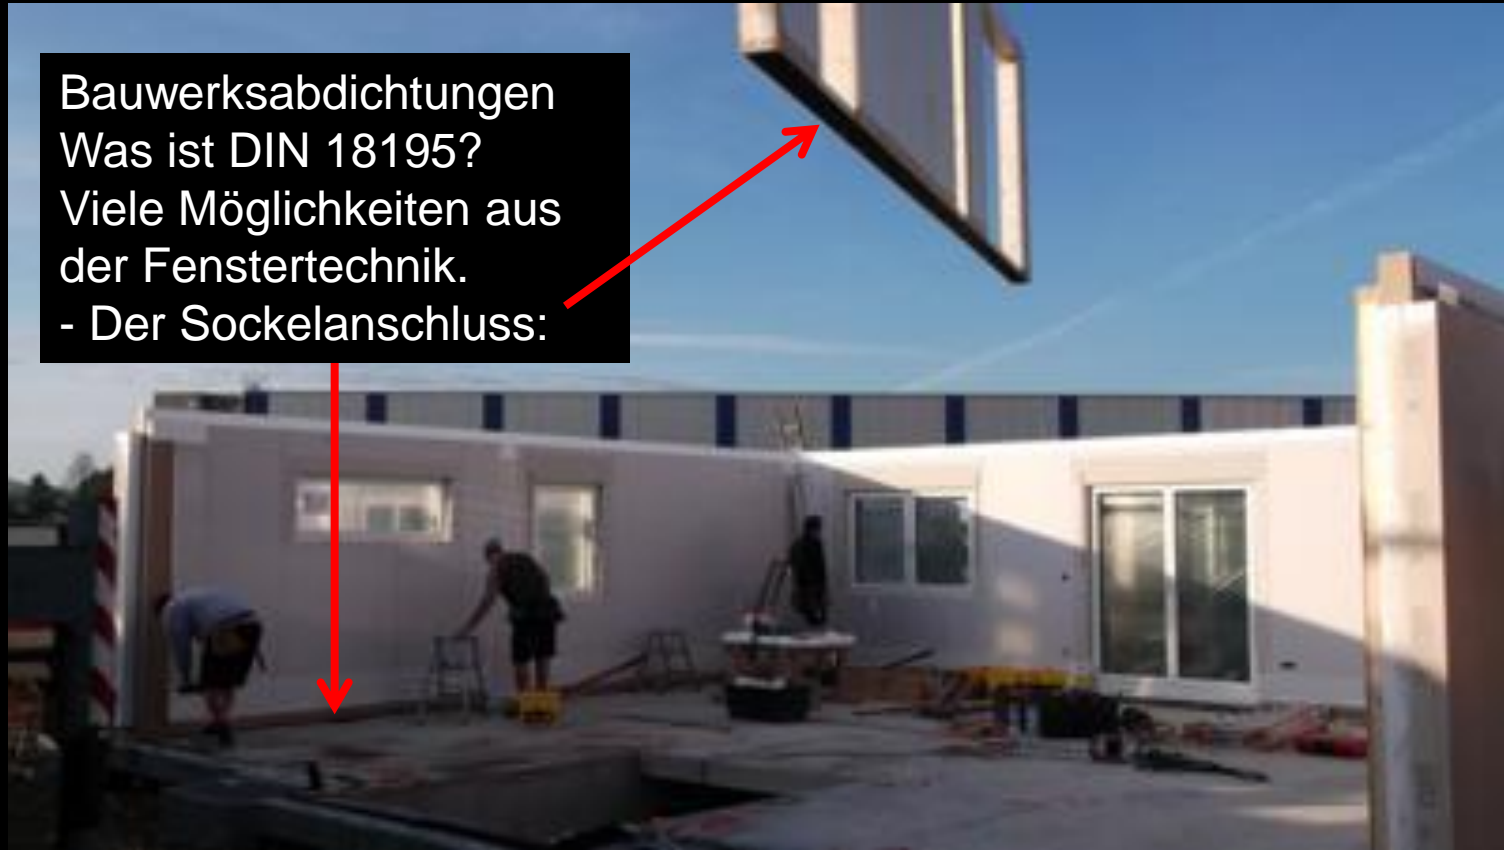 Bauwerksabdichtungen
Was ist DIN 18195?
Viele Möglichkeiten aus
der Fenstertechnik.
- Der Sockelanschluss: